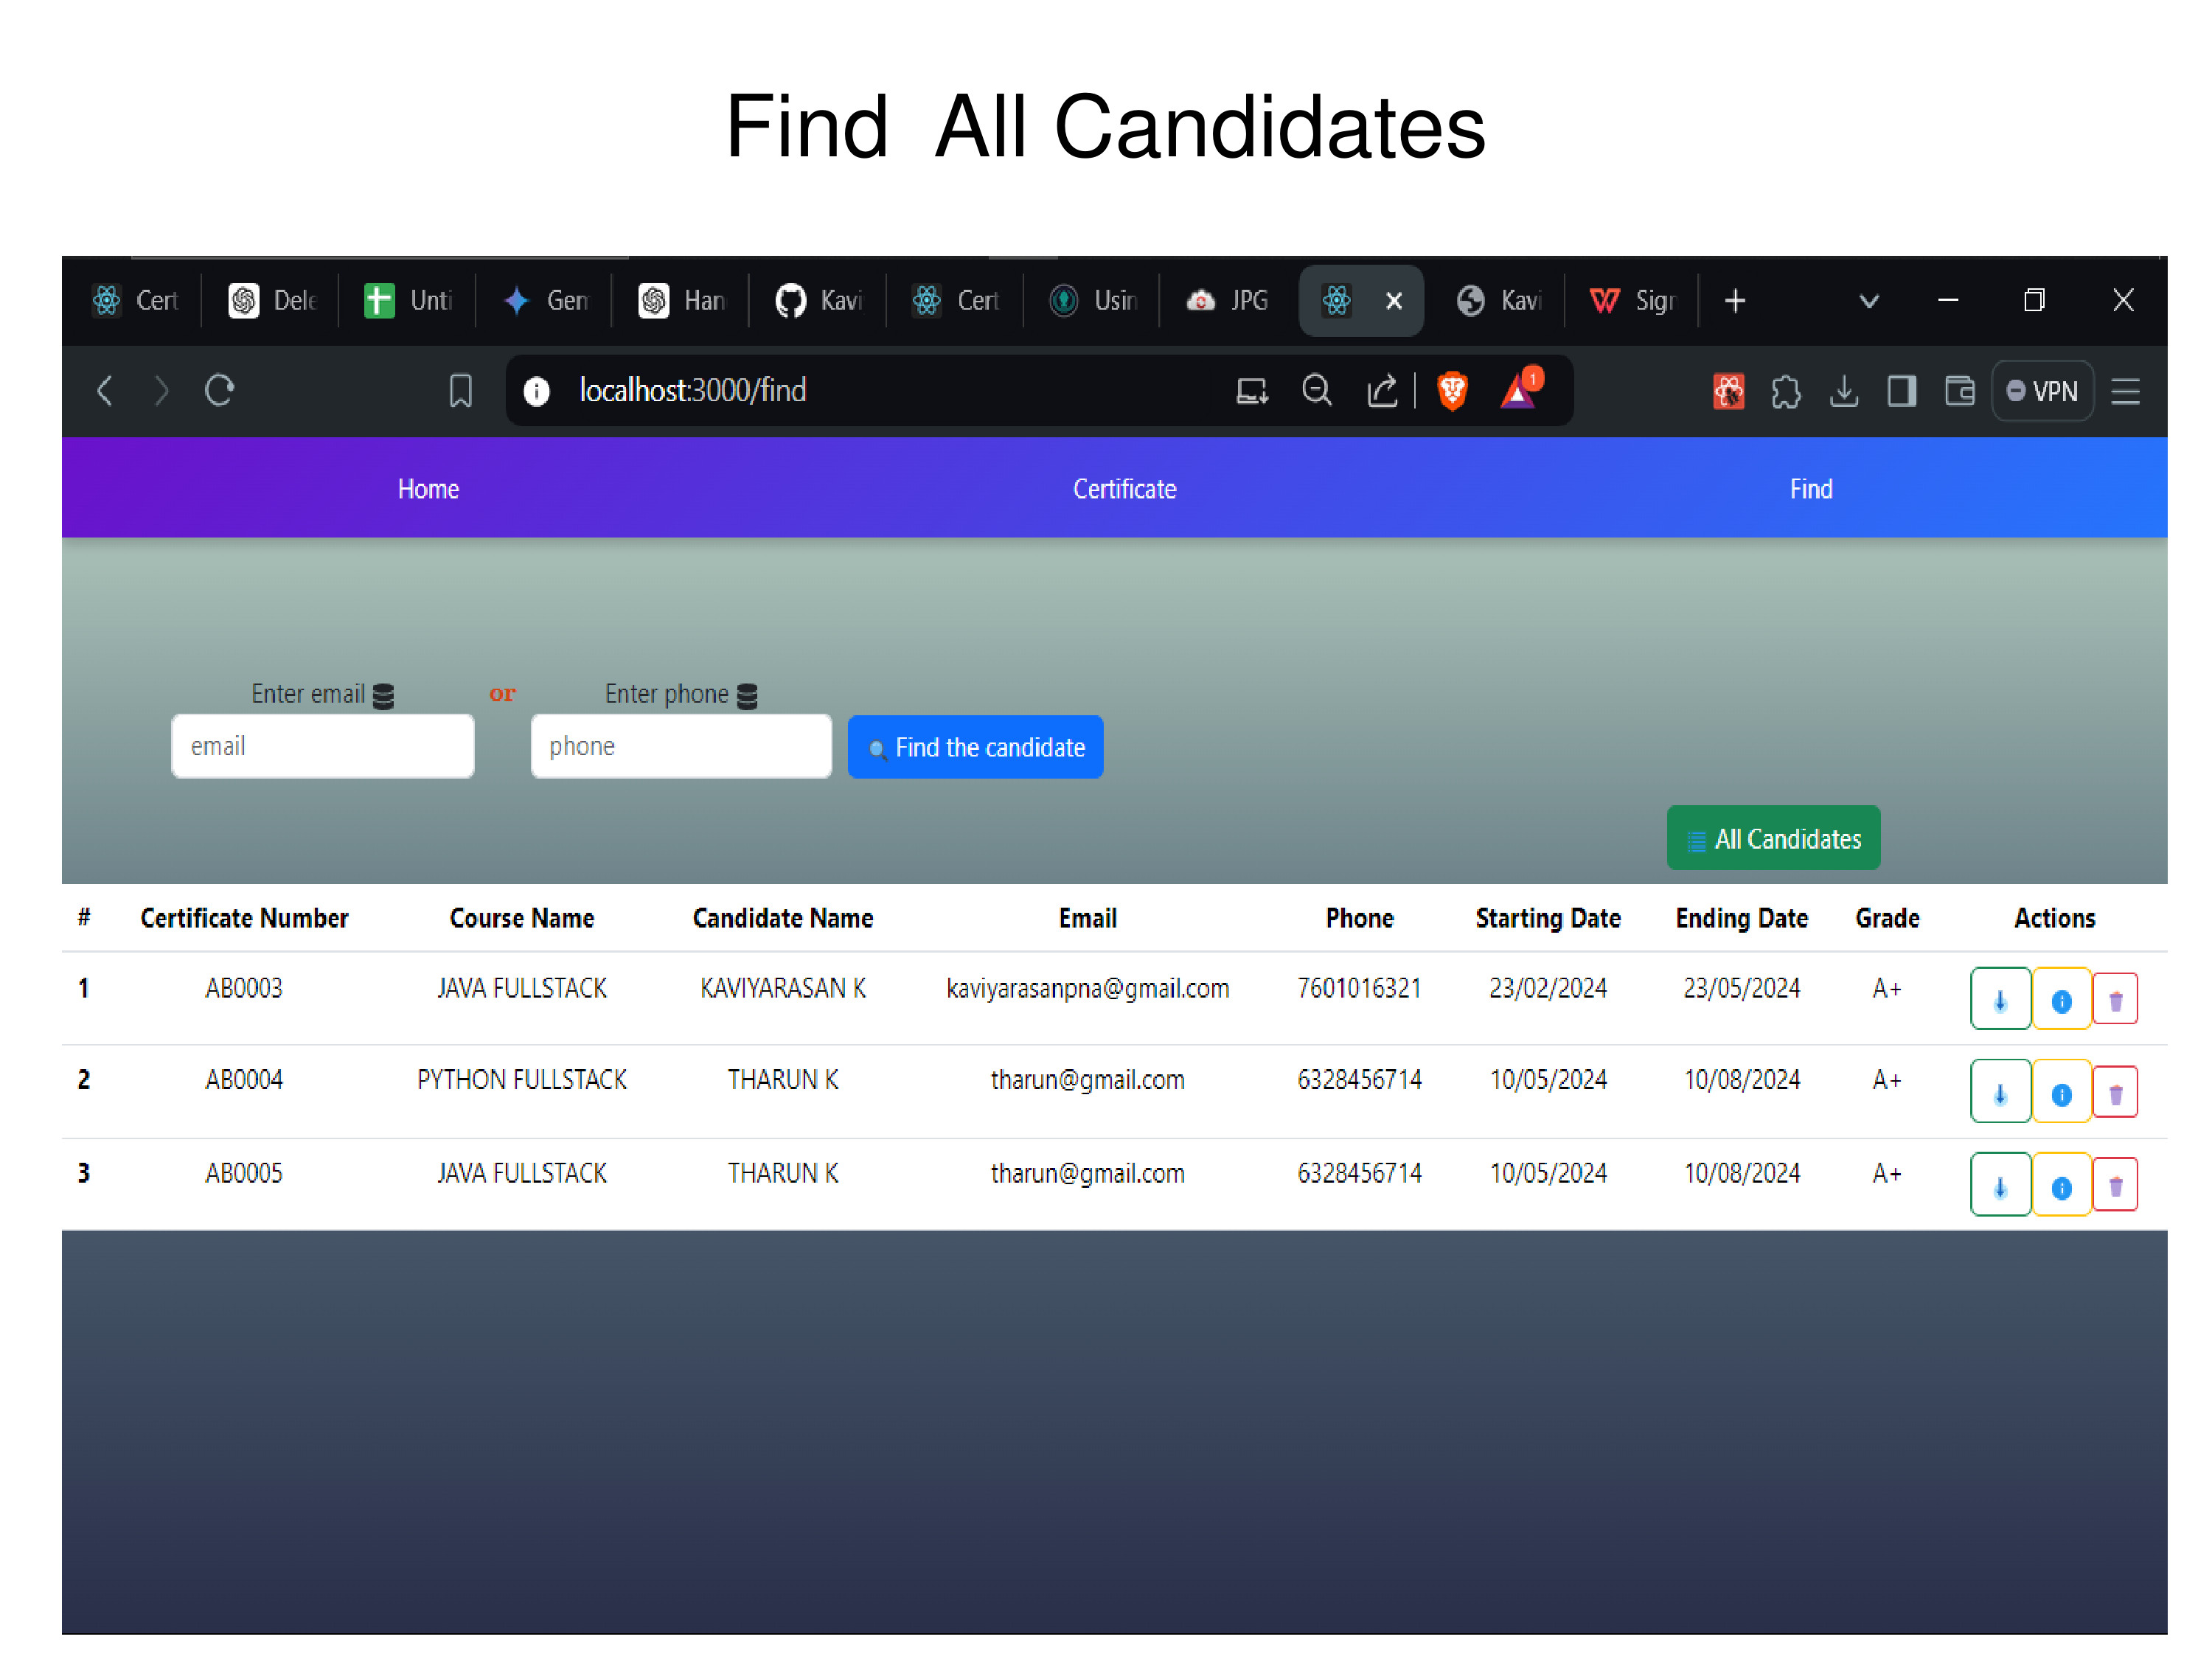 Find  All Candidates
Cert Dele Unti Gem Han Kavi Cert Usin JPG Kavi Sign
localhost:3000/find 1 VPN
Home Certificate Find
Enter email or Enter phone
email phone Find the candidate
All Candidates
# Certificate Number Course Name Candidate Name Email Phone Starting Date Ending Date Grade Actions
1 AB0003 JAVA FULLSTACK KAVIYARASAN K kaviyarasanpna@gmail.com 7601016321 23/02/2024 23/05/2024 A+
2 AB0004 PYTHON FULLSTACK THARUN K tharun@gmail.com 6328456714 10/05/2024 10/08/2024 A+
3 AB0005 JAVA FULLSTACK THARUN K tharun@gmail.com 6328456714 10/05/2024 10/08/2024 A+